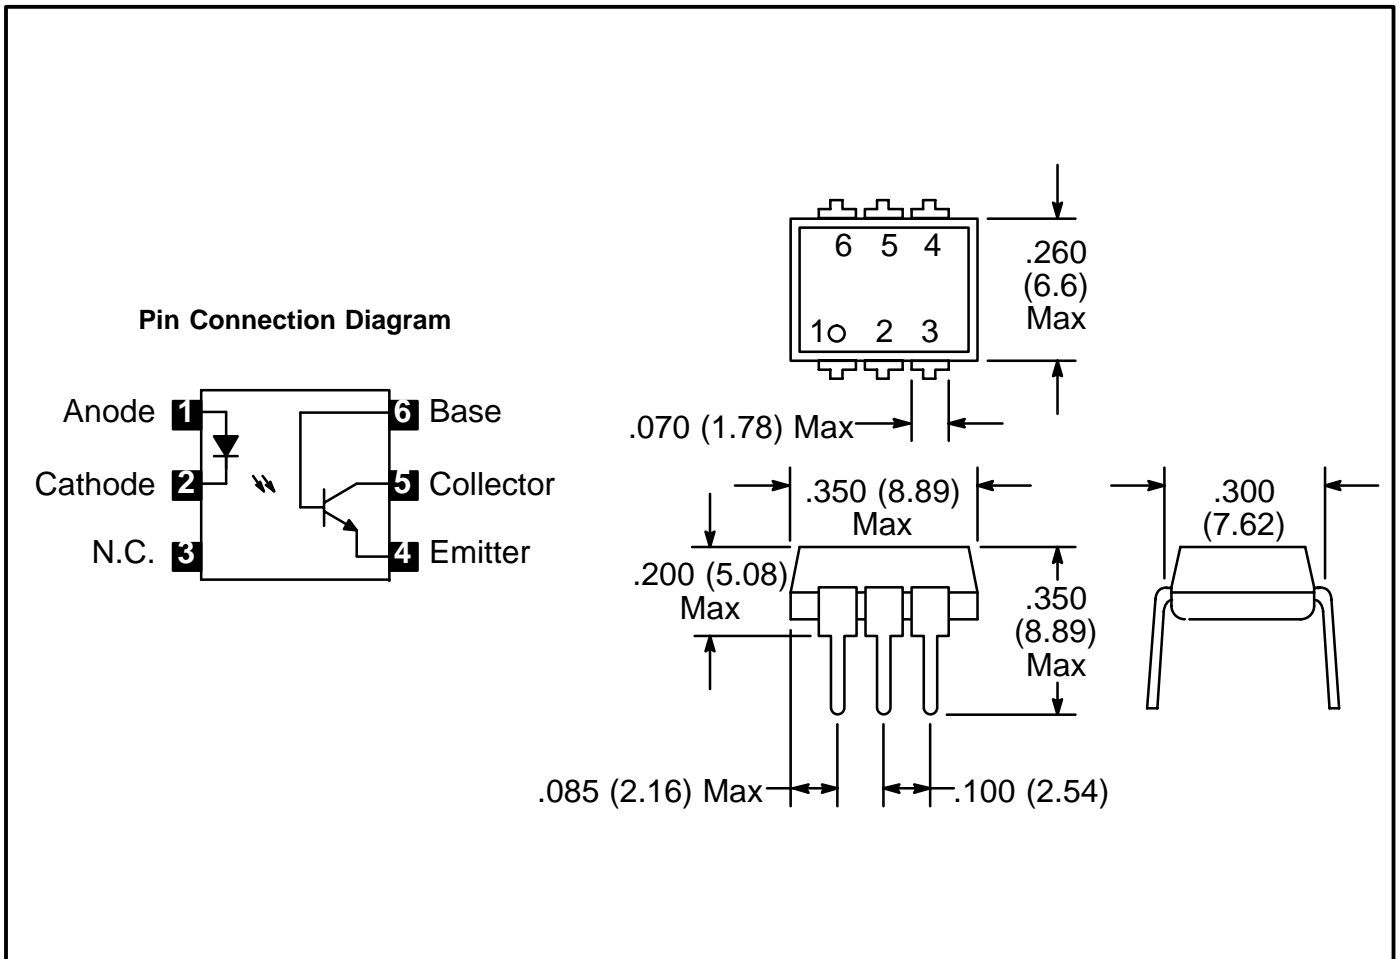 Pin Connection Diagram
Anode 1
Cathode 2
N.C. 3
6 Base
5 Collector
4 Emitter
6 5 4
1 2 3
.260
(6.6)
Max
.070 (1.78) Max
.350 (8.89)
Max
.300
(7.62)
.200 (5.08)
Max
.350
(8.89)
Max
.085 (2.16) Max
.100 (2.54)